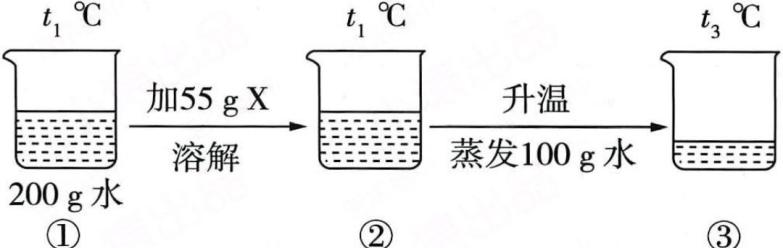 t₁ ℃ t₁ ℃ t₃ ℃
加55 g X 升温
溶解 蒸发100 g 水
200 g 水
① ② ③